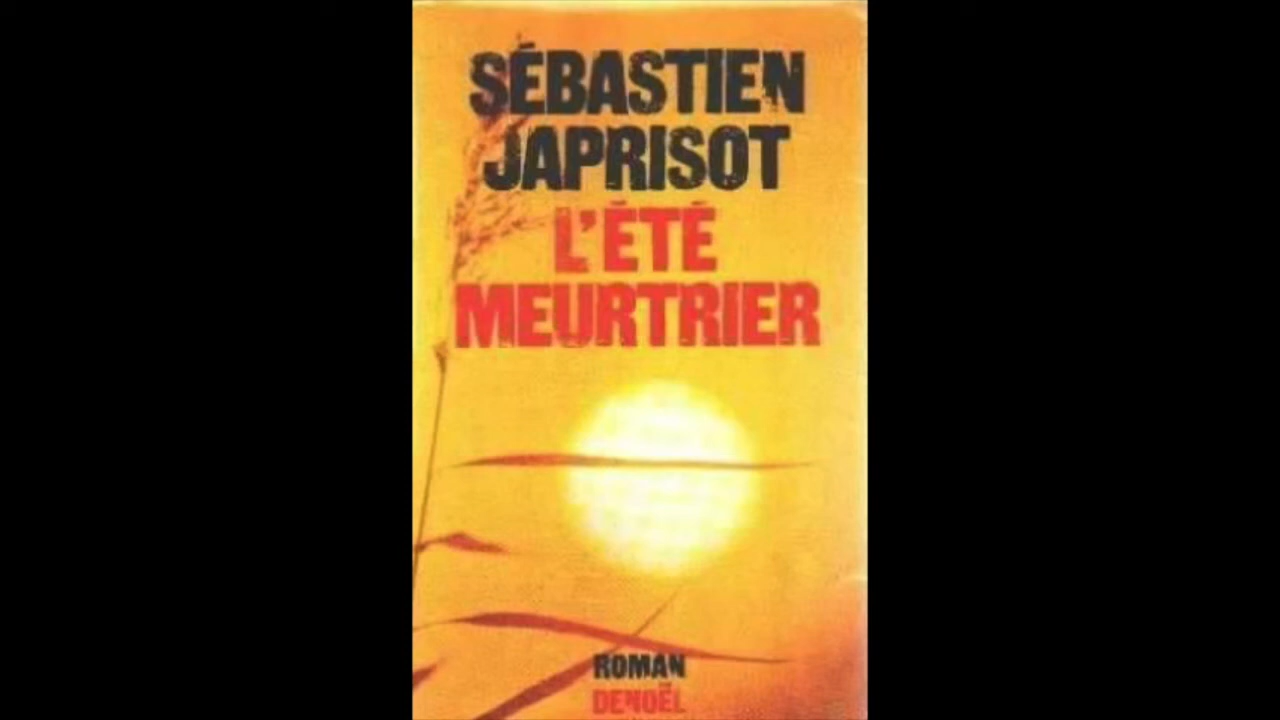 SÉBASTIEN
JAPRISOT
L'ÉTÉ
MEURTRIER
ROMAN
DENOËL